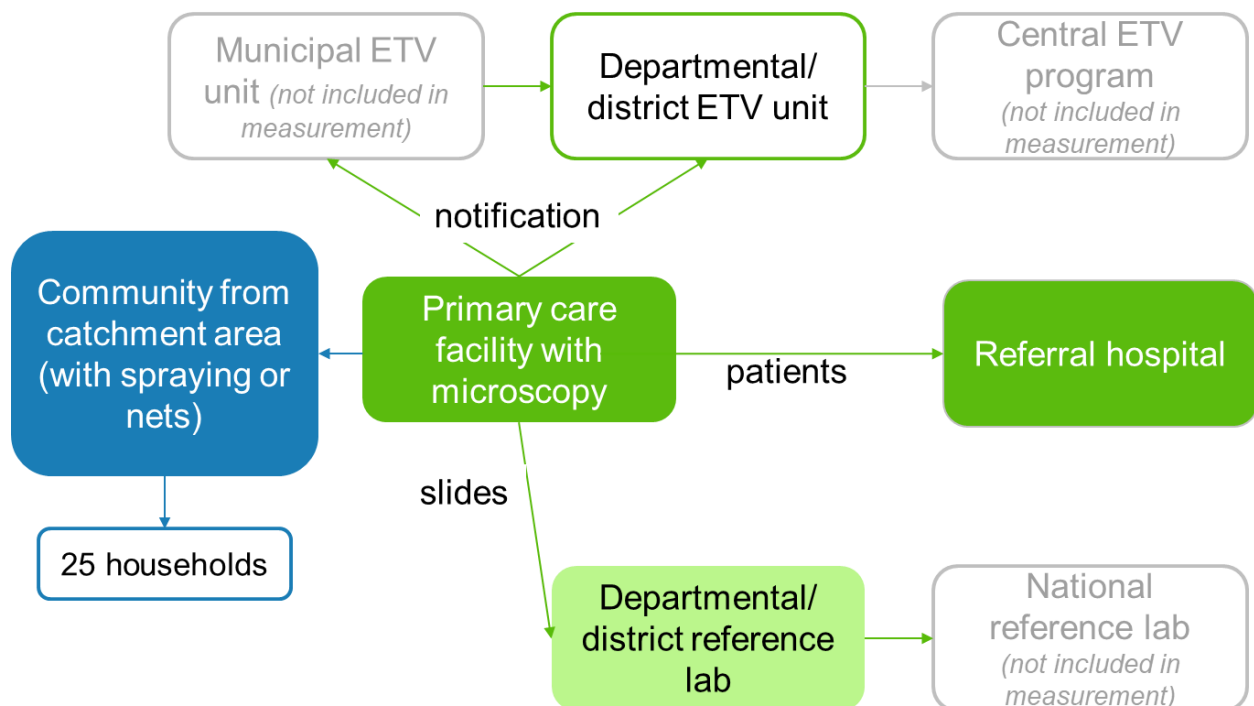 Municipal ETV
unit (not included in
measurement)
Departmental/
district ETV unit
Central ETV
program
(not included in
measurement)
notification
Community from
catchment area
(with spraying or
nets)
Primary care
facility with
microscopy
patients
Referral hospital
slides
25 households
Departmental/
district reference
lab
National
reference lab
(not included in
measurement)